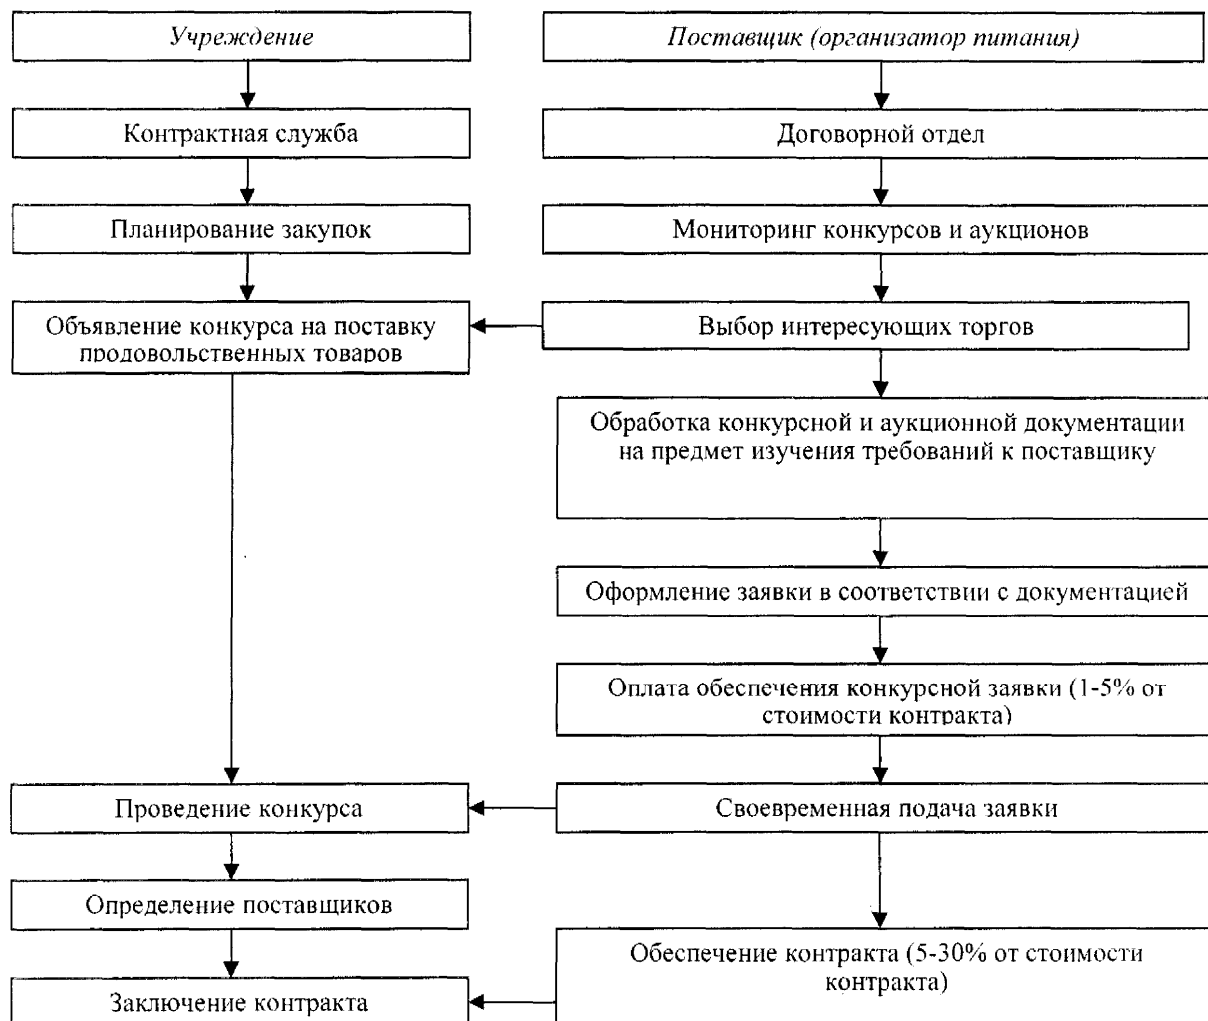 Учреждение
Поставщик (организатор питания)
Контрактная служба
Договорной отдел
Планирование закупок
Мониторинг конкурсов и аукционов
Объявление конкурса на поставку
продовольственных товаров
Выбор интересующих торгов
Обработка конкурсной и аукционной документации
на предмет изучения требований к поставщику
Оформление заявки в соответствии с документацией
Оплата обеспечения конкурсной заявки (1-5% от
стоимости контракта)
Проведение конкурса
Своевременная подача заявки
Определение поставщиков
Обеспечение контракта (5-30% от стоимости
контракта)
Заключение контракта